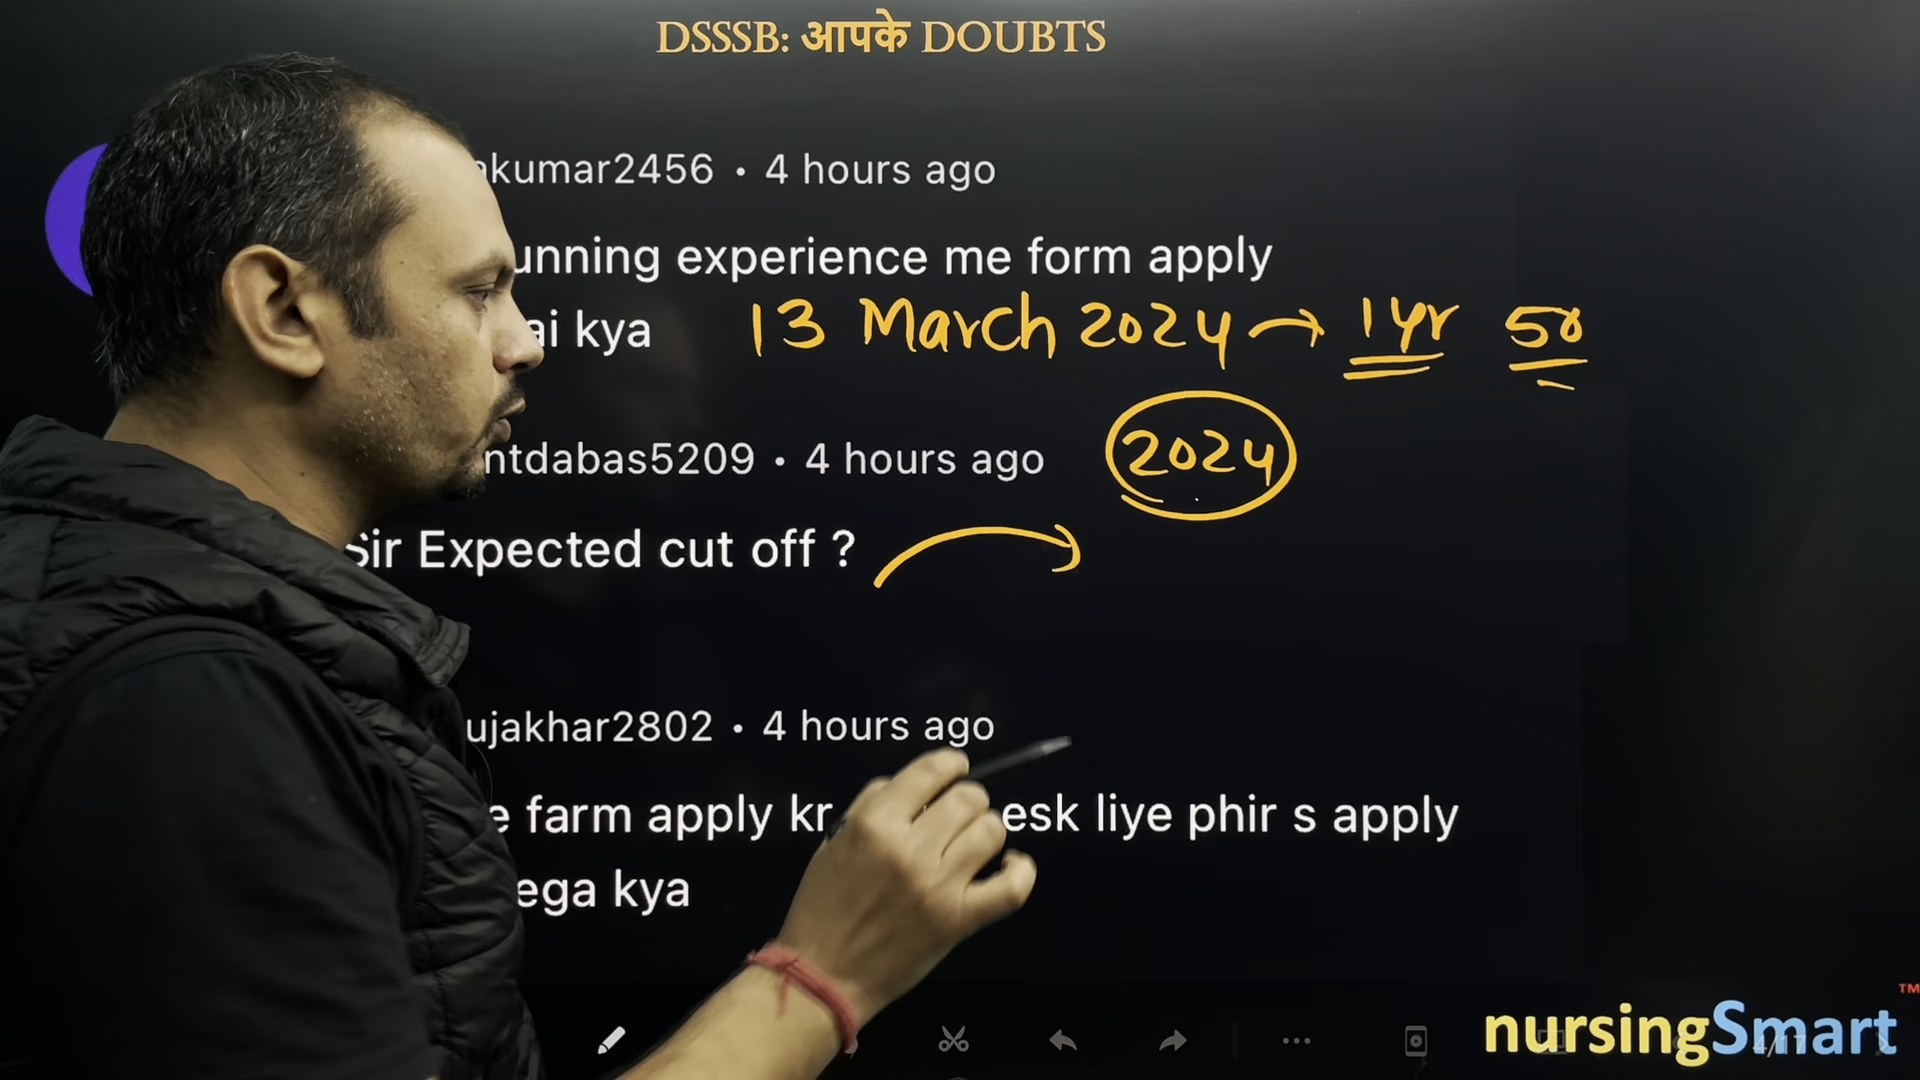 DSSSB: आपके DOUBTS
akumar2456 • 4 hours ago
unning experience me form apply
ai kya
13 March 2024 → 1yr 50
ntdabas5209 • 4 hours ago
2024
Sir Expected cut off ?
ujakhar2802 • 4 hours ago
e farm apply kr esk liye phir s apply
ega kya
nursingSmart™